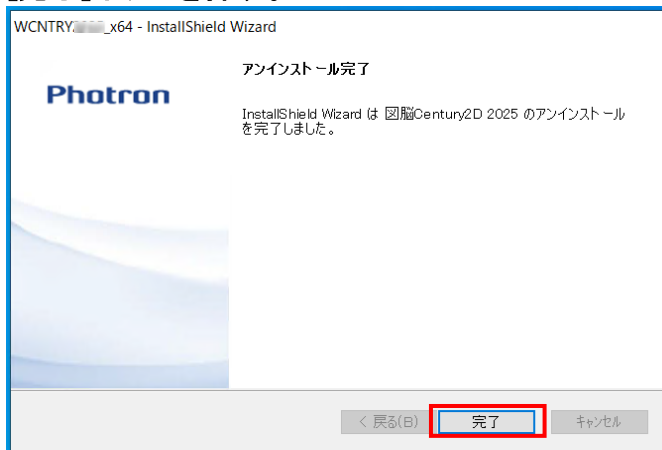 WCNTRY _x64 - InstallShield Wizard
アンインストール完了
Photron
InstallShield Wizard は 図脳Century2D 2025 のアンインストール
を完了しました。
< 戻る(B)
完了
キャンセル